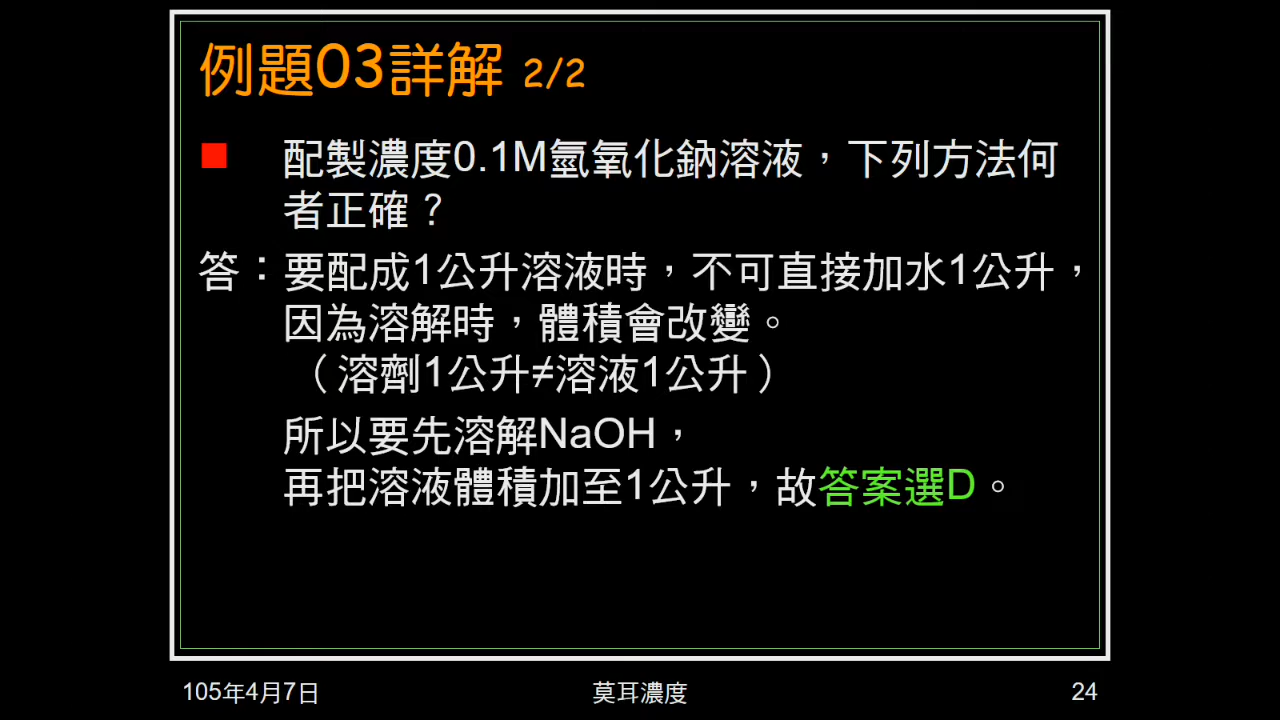 例題03詳解 2/2
配製濃度0.1M氫氧化鈉溶液，下列方法何
者正確？
答：要配成1公升溶液時，不可直接加水1公升，
因為溶解時，體積會改變。
（溶劑1公升≠溶液1公升）
所以要先溶解NaOH，
再把溶液體積加至1公升，故答案選D。
105年4月7日 莫耳濃度 24